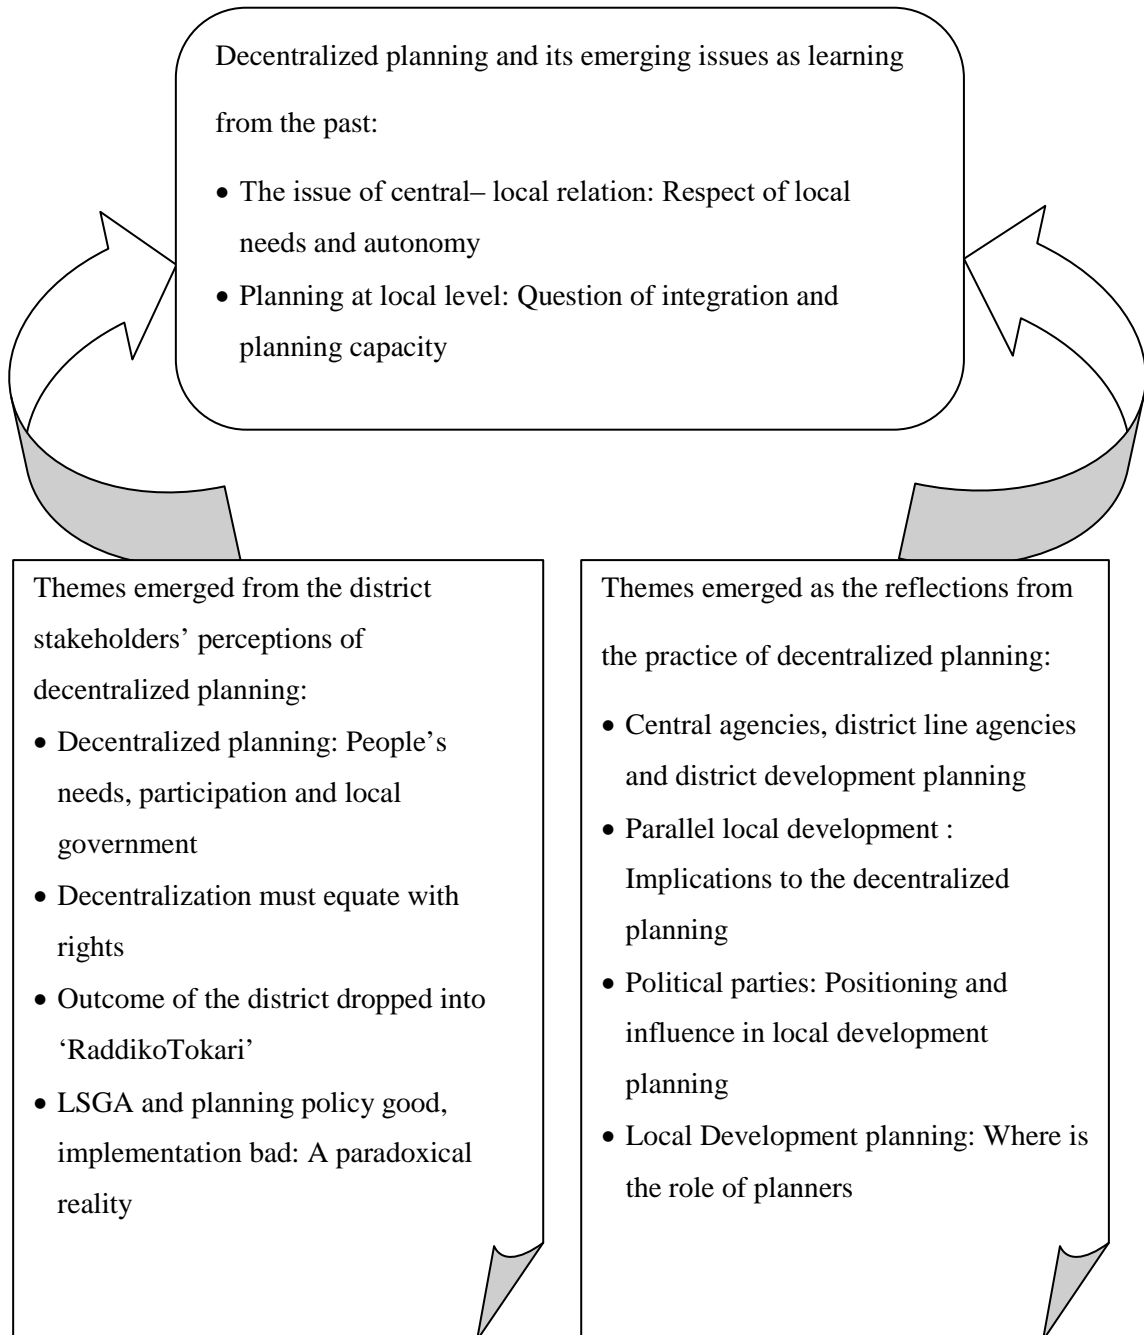 Decentralized planning and its emerging issues as learning
from the past:
• The issue of central– local relation: Respect of local
needs and autonomy
• Planning at local level: Question of integration and
planning capacity
Themes emerged from the district
stakeholders’ perceptions of
decentralized planning:
• Decentralized planning: People’s
needs, participation and local
government
• Decentralization must equate with
rights
• Outcome of the district dropped into
‘RaddikoTokari’
• LSGA and planning policy good,
implementation bad: A paradoxical
reality
Themes emerged as the reflections from
the practice of decentralized planning:
• Central agencies, district line agencies
and district development planning
• Parallel local development :
Implications to the decentralized
planning
• Political parties: Positioning and
influence in local development
planning
• Local Development planning: Where is
the role of planners